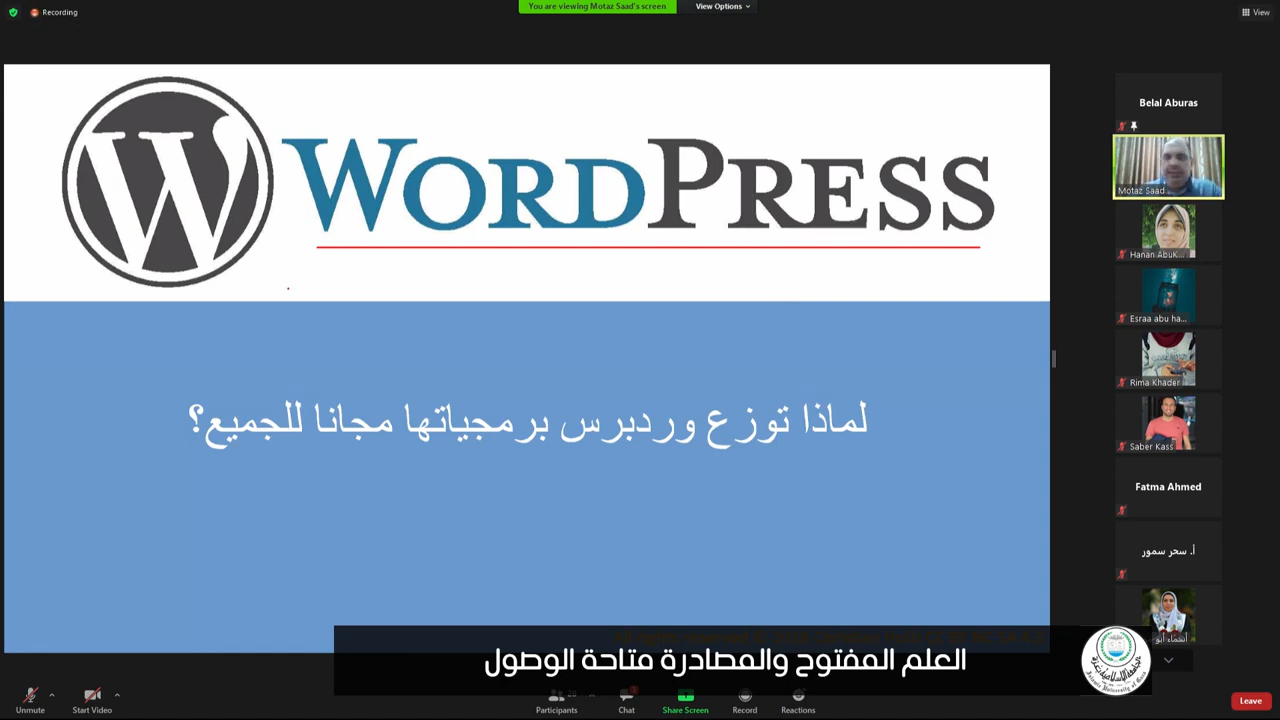 Recording
You are viewing Motaz Saad's screen
View Options
View
WORDPRESS
لماذا توزع وردبرس برمجياتها مجانا للجميع؟
Belal Aburas
Motaz Saad
Hanan AbuK...
Esraa abu ha...
Rima Khader
Saber Kass
Fatma Ahmed
أ. سحر سمور
العلم المفتوح والمصادرة متاحة الوصول
Unmute
Start Video
Participants
28
Chat
Share Screen
Record
Reactions
Leave